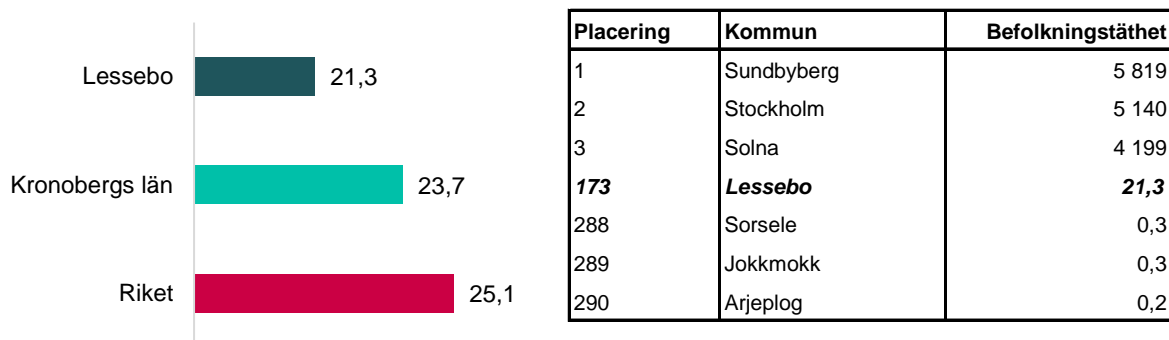 Lessebo 21,3
Kronobergs län 23,7
Riket 25,1
Placering Kommun Befolkningstäthet
1 Sundbyberg 5 819
2 Stockholm 5 140
3 Solna 4 199
173 Lessebo 21,3
288 Sorsele 0,3
289 Jokkmokk 0,3
290 Arjeplog 0,2